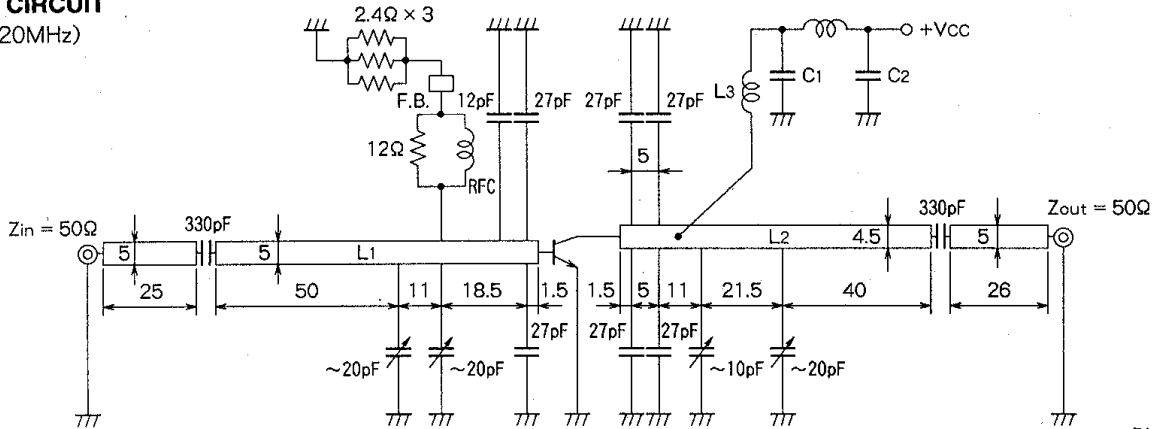 CIRCUIT
20MHz)
2.4Ω × 3
F.B.
12Ω
RFC
12pF
27pF
27pF
27pF
L3
C1
C2
+VCC
5
Zin = 50Ω
330pF
5
5
L1
L2
4.5
330pF
5
Zout = 50Ω
25
50
11
18.5
1.5
1.5
5
11
21.5
40
26
~20pF
~20pF
27pF
27pF
27pF
~10pF
~20pF